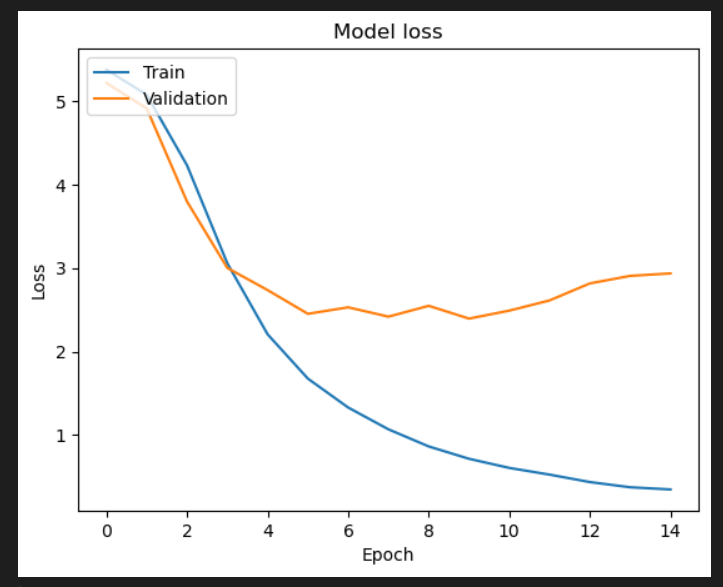 Model loss
Train
Validation
5
4
3
2
1
Loss
0 2 4 6 8 10 12 14
Epoch